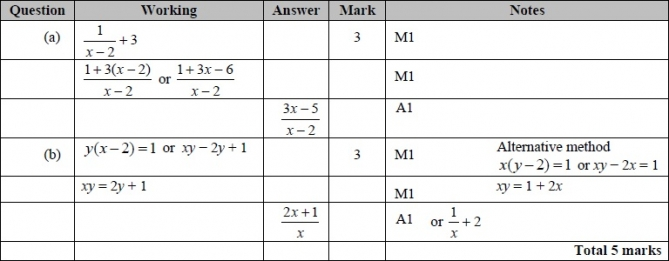 Question Working Answer Mark Notes
(a) 1/(x − 2) + 3 3 M1
(1 + 3(x − 2))/(x − 2) or (1 + 3x − 6)/(x − 2) M1
(3x − 5)/(x − 2) A1
(b) y(x − 2) = 1 or xy − 2y + 1 3 M1 Alternative method
x(y − 2) = 1 or xy − 2x = 1
xy = 2y + 1 M1 xy = 1 + 2x
(2x + 1)/x A1 or 1/x + 2
Total 5 marks